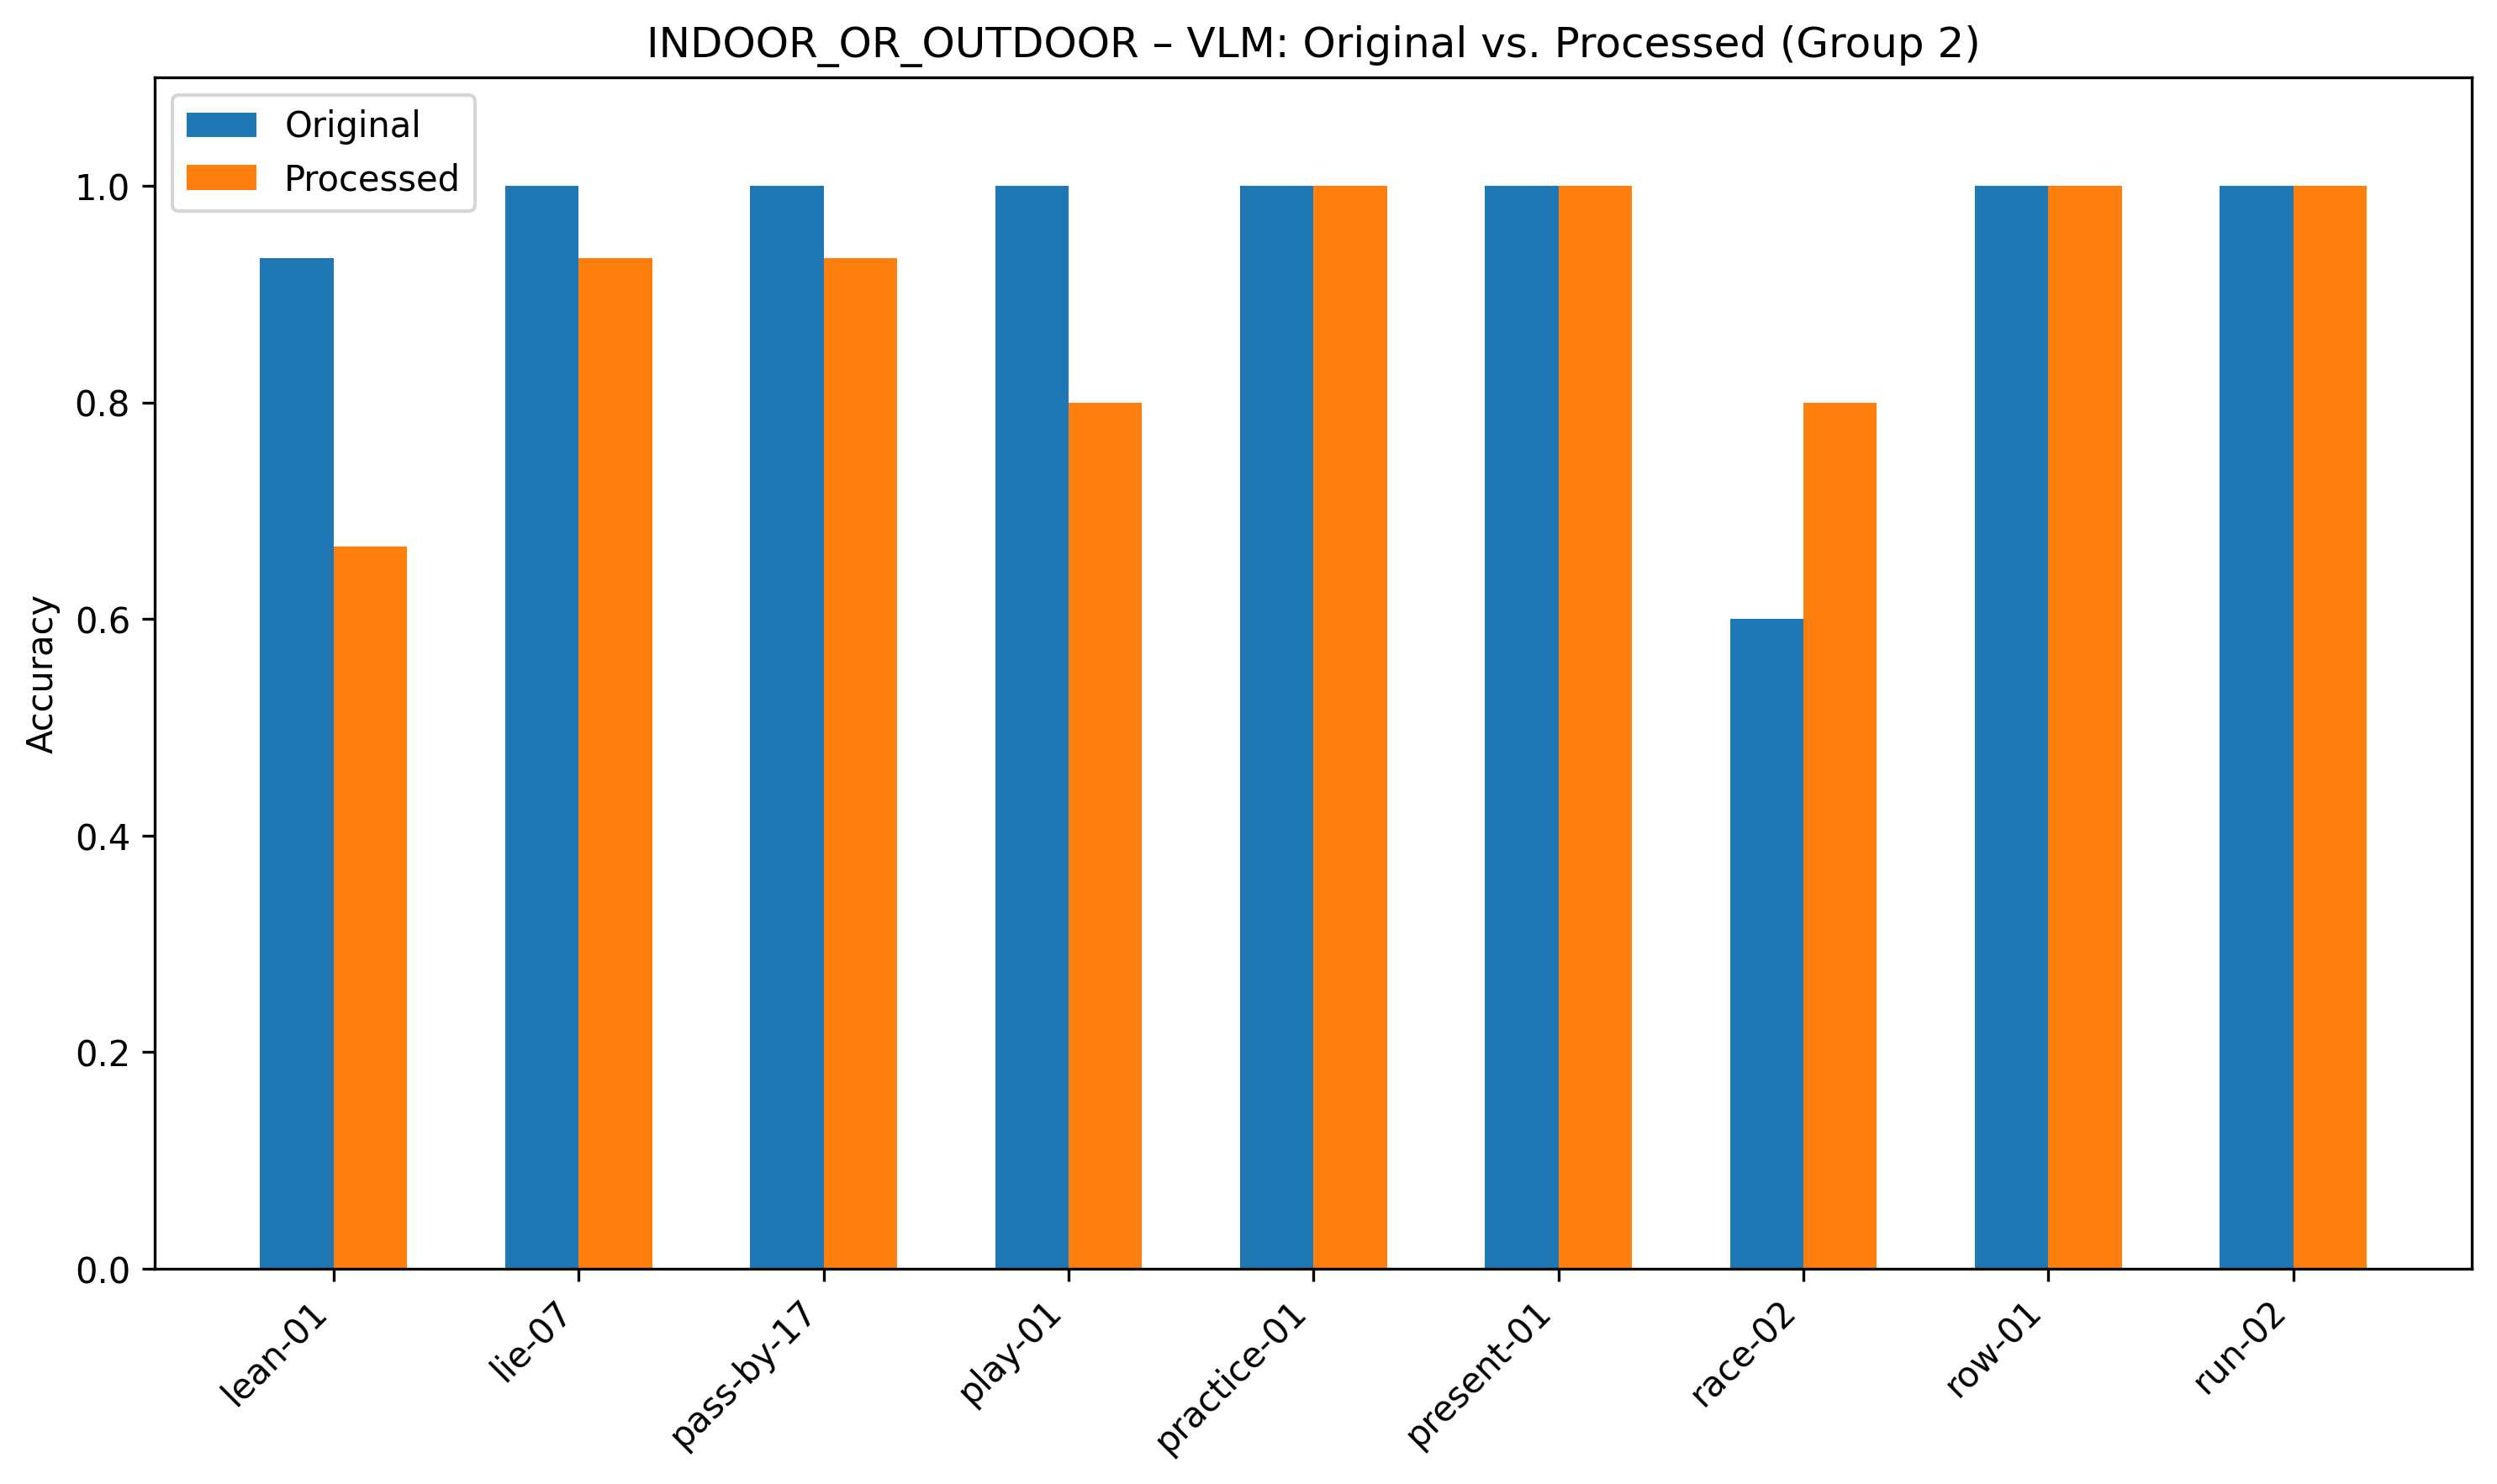 INDOOR_OR_OUTDOOR – VLM: Original vs. Processed (Group 2)
Original
Processed
1.0
0.8
0.6
0.4
0.2
0.0
Accuracy
lean-01
lie-07
pass-by-17
play-01
practice-01
present-01
race-02
row-01
run-02